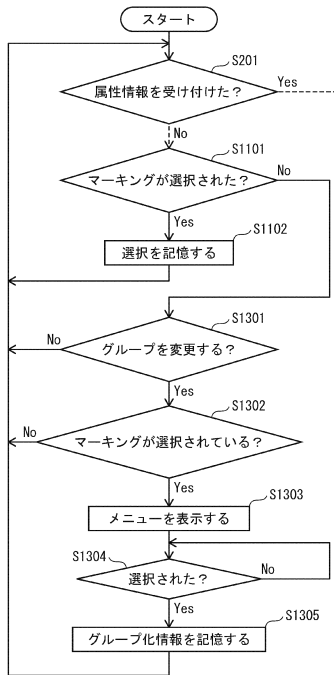 スタート
S201
属性情報を受け付けた？
Yes
No
S1101
マーキングが選択された？
No
Yes
S1102
選択を記憶する
S1301
グループを変更する？
No
Yes
S1302
マーキングが選択されている？
No
Yes
S1303
メニューを表示する
S1304
選択された？
No
Yes
S1305
グループ化情報を記憶する